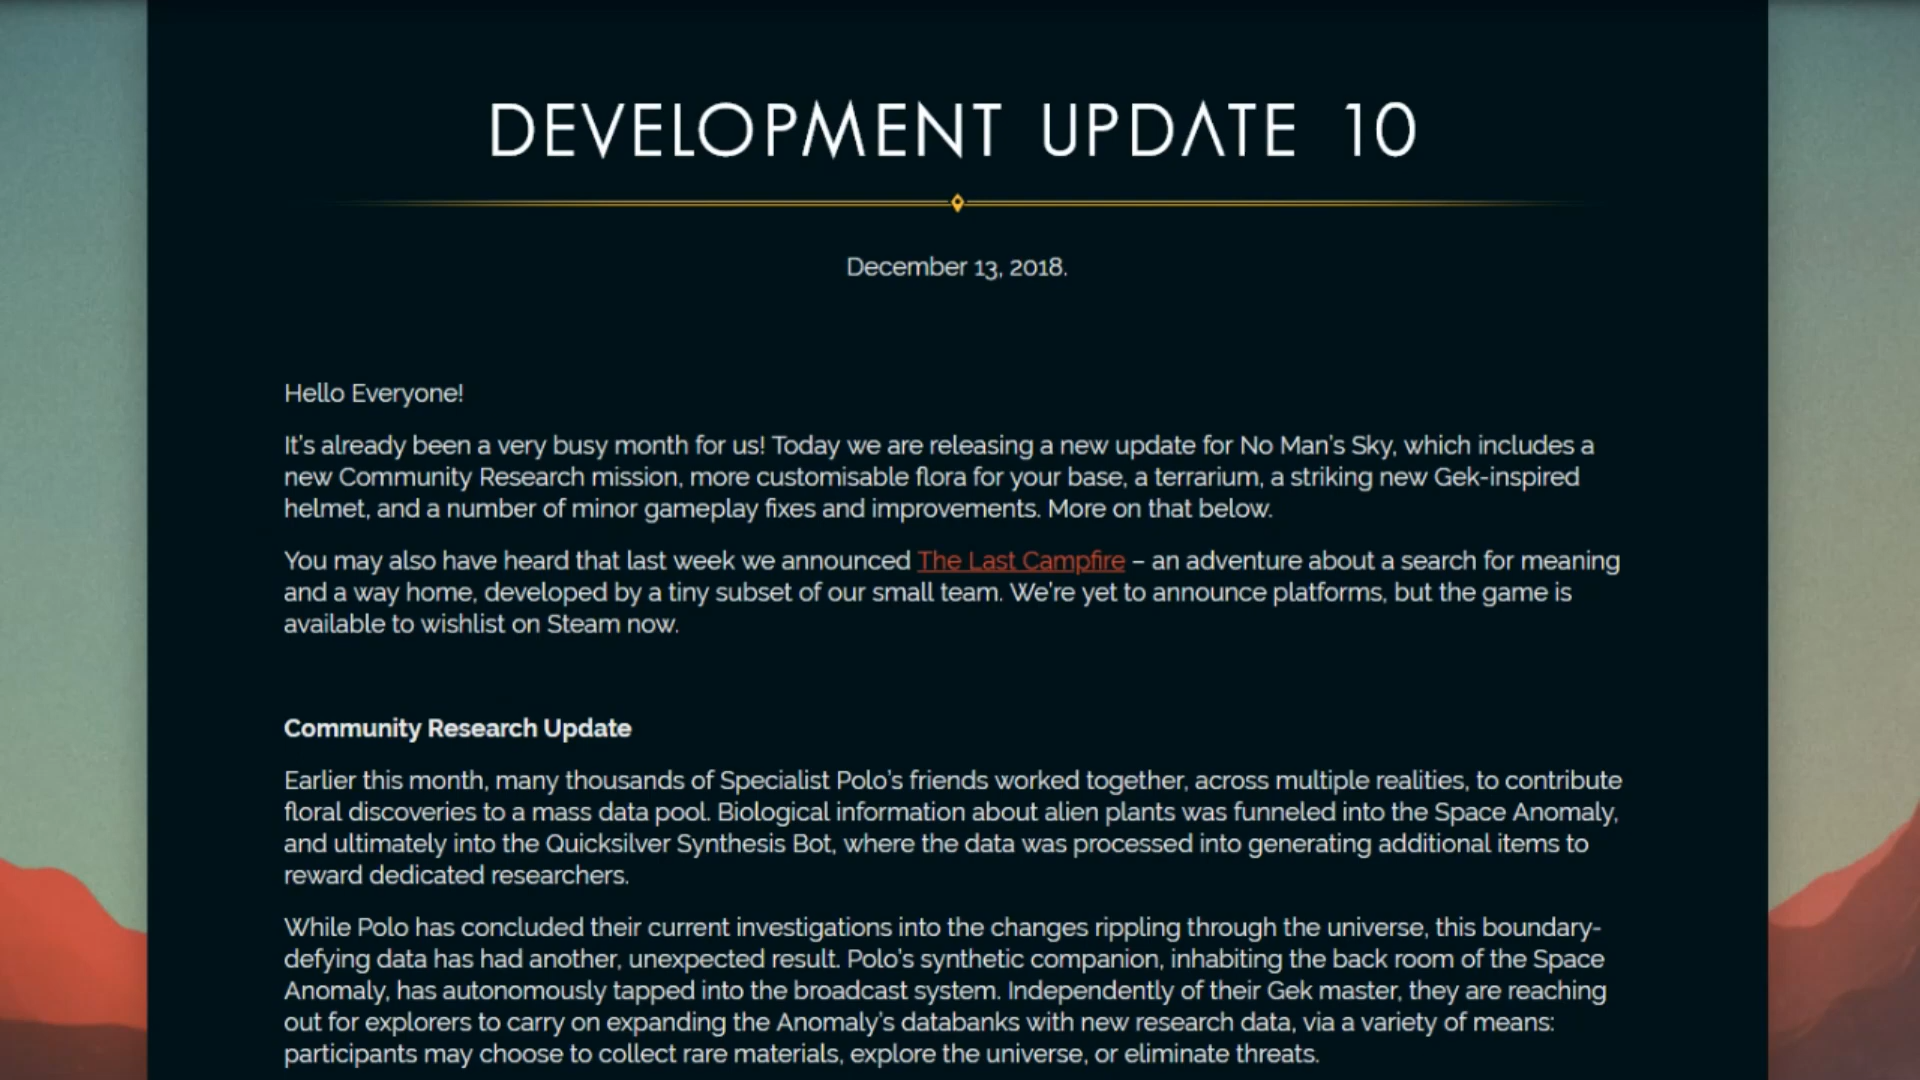 DEVELOPMENT UPDATE 10
December 13, 2018.
Hello Everyone!
It's already been a very busy month for us! Today we are releasing a new update for No Man's Sky, which includes a
new Community Research mission, more customisable flora for your base, a terrarium, a striking new Gek-inspired
helmet, and a number of minor gameplay fixes and improvements. More on that below.
You may also have heard that last week we announced The Last Campfire – an adventure about a search for meaning
and a way home, developed by a tiny subset of our small team. We're yet to announce platforms, but the game is
available to wishlist on Steam now.
Community Research Update
Earlier this month, many thousands of Specialist Polo's friends worked together, across multiple realities, to contribute
floral discoveries to a mass data pool. Biological information about alien plants was funneled into the Space Anomaly,
and ultimately into the Quicksilver Synthesis Bot, where the data was processed into generating additional items to
reward dedicated researchers.
While Polo has concluded their current investigations into the changes rippling through the universe, this boundary-
defying data has had another, unexpected result. Polo's synthetic companion, inhabiting the back room of the Space
Anomaly, has autonomously tapped into the broadcast system. Independently of their Gek master, they are reaching
out for explorers to carry on expanding the Anomaly's databanks with new research data, via a variety of means:
participants may choose to collect rare materials, explore the universe, or eliminate threats.